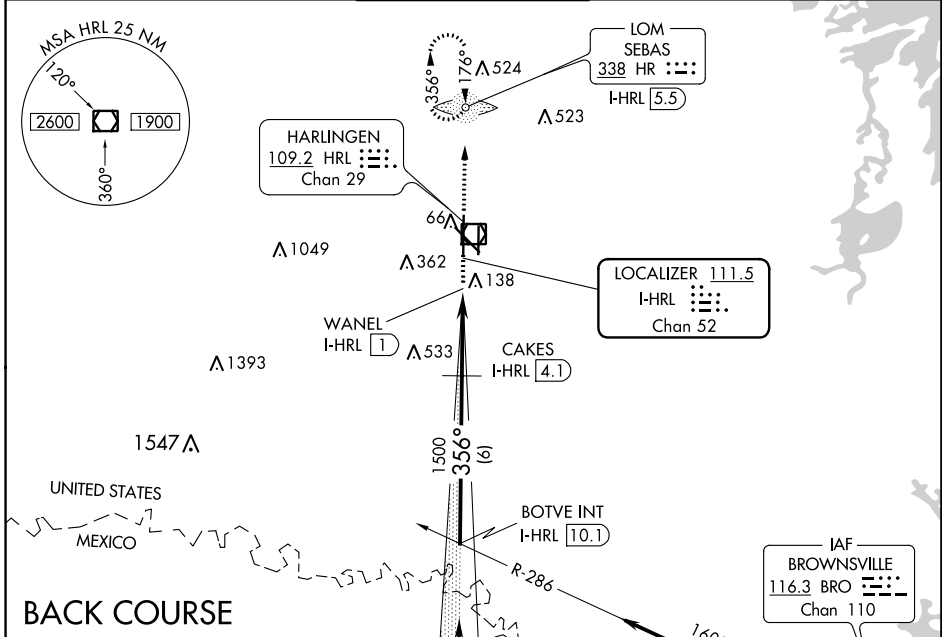 MSA HRL 25 NM
120°
2600
1900
360°
356°
176°
524
LOM
SEBAS
338 HR
I-HRL 5.5
523
HARLINGEN
109.2 HRL
Chan 29
66
1049
362
138
LOCALIZER 111.5
I-HRL
Chan 52
WANEL
I-HRL 1
533
CAKES
I-HRL 4.1
1393
1547
1500
356°
(6)
UNITED STATES
MEXICO
BOTVE INT
I-HRL 10.1
R-286
IAF
BROWNSVILLE
116.3 BRO
Chan 110
BACK COURSE